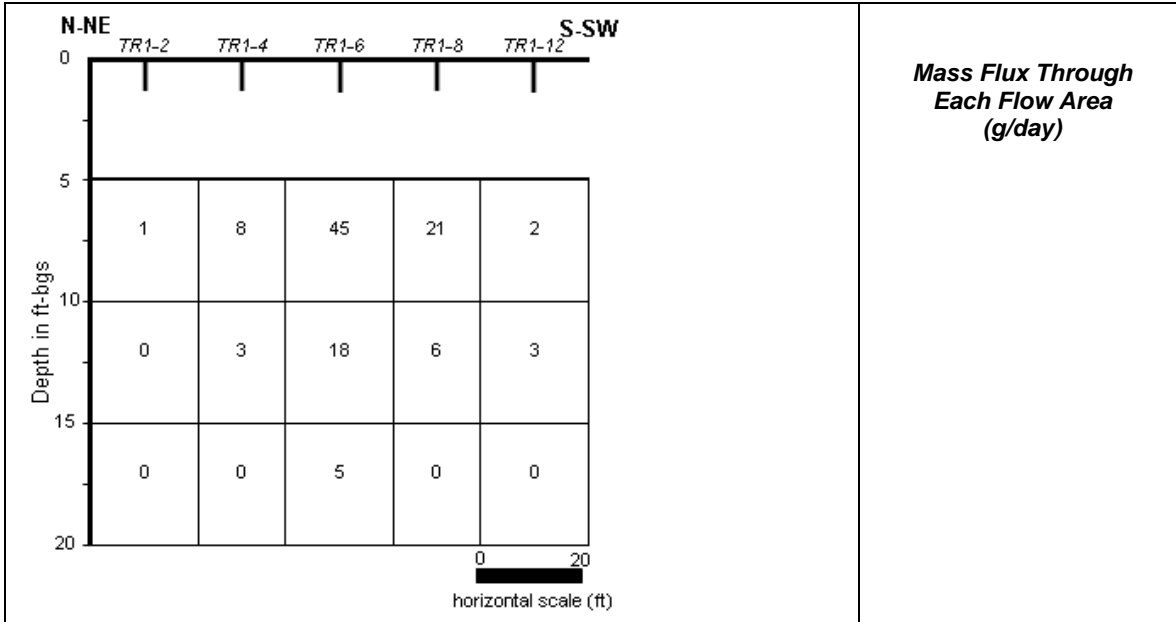 N-NE
S-SW
TR1-2 TR1-4 TR1-6 TR1-8 TR1-12
0
5
1 8 45 21 2
10
0 3 18 6 3
15
0 0 5 0 0
20
Depth in ft-bgs
0 20
horizontal scale (ft)
Mass Flux Through
Each Flow Area
(g/day)